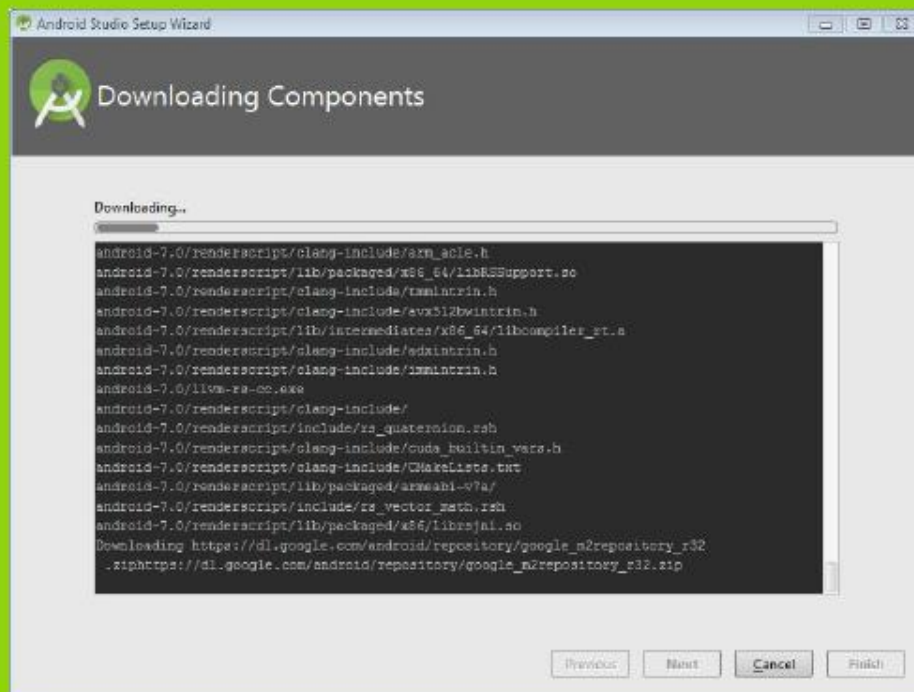 Android Studio Setup Wizard
Downloading Components
Downloading...
android-7.0/renderscript/clang-include/arm_acle.h
android-7.0/renderscript/lib/packaged/x86_64/libRSSupport.so
android-7.0/renderscript/clang-include/tmmintrin.h
android-7.0/renderscript/clang-include/avx512bwintrin.h
android-7.0/renderscript/lib/intermediates/x86_64/libcompiler_rt.a
android-7.0/renderscript/clang-include/adxintrin.h
android-7.0/renderscript/clang-include/immintrin.h
android-7.0/llvm-rs-cc.exe
android-7.0/renderscript/clang-include/
android-7.0/renderscript/include/rs_quaternion.rsh
android-7.0/renderscript/clang-include/cuda_builtin_vars.h
android-7.0/renderscript/clang-include/CMakeLists.txt
android-7.0/renderscript/lib/packaged/armeabi-v7a/
android-7.0/renderscript/include/rs_vector_math.rsh
android-7.0/renderscript/lib/packaged/x86/librsjni.so
Downloading https://dl.google.com/android/repository/google_m2repository_r32
.ziphttps://dl.google.com/android/repository/google_m2repository_r32.zip
Previous Next Cancel Finish